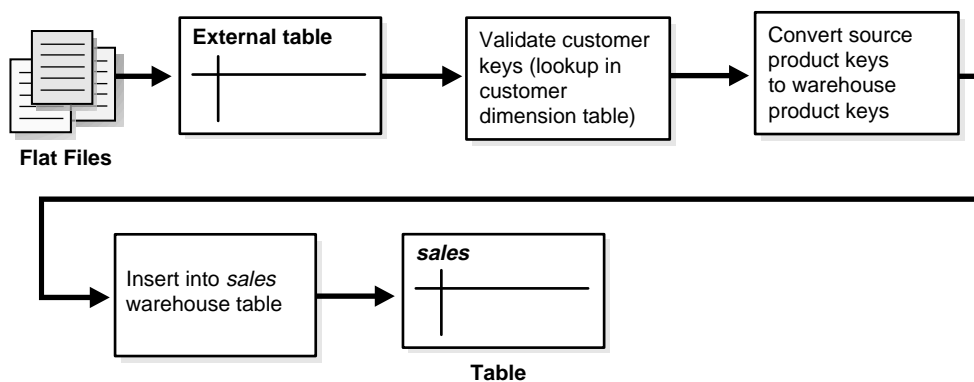 Flat Files
External table
Validate customer
keys (lookup in
customer
dimension table)
Convert source
product keys
to warehouse
product keys
Insert into sales
warehouse table
sales
Table